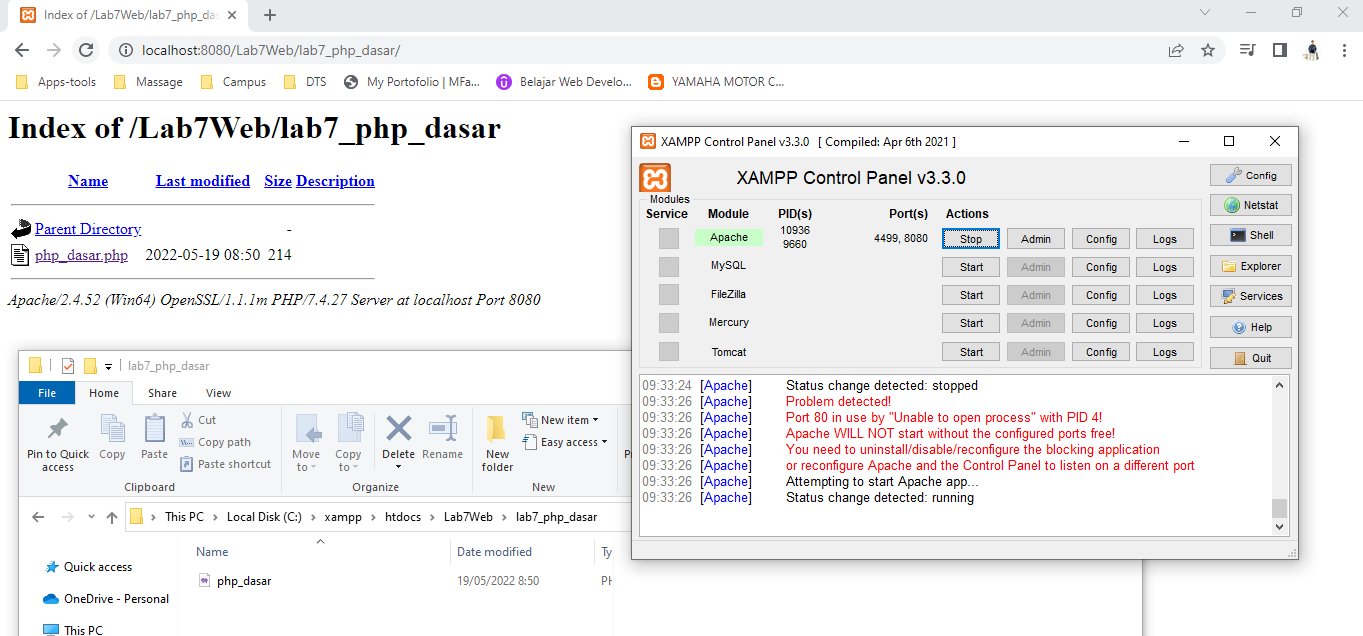 Index of /Lab7Web/lab7_php_da
localhost:8080/Lab7Web/lab7_php_dasar/
Apps-tools Massage Campus DTS My Portofolio | MFa... Belajar Web Develo... YAMAHA MOTOR C...
Index of /Lab7Web/lab7_php_dasar
Name Last modified Size Description
Parent Directory -
php_dasar.php 2022-05-19 08:50 214
Apache/2.4.52 (Win64) OpenSSL/1.1.1m PHP/7.4.27 Server at localhost Port 8080
XAMPP Control Panel v3.3.0 [ Compiled: Apr 6th 2021 ]
XAMPP Control Panel v3.3.0
Modules
Service Module PID(s) Port(s) Actions
Apache 10936 9660 4499, 8080 Stop Admin Config Logs
MySQL Start Admin Config Logs
FileZilla Start Admin Config Logs
Mercury Start Admin Config Logs
Tomcat Start Admin Config Logs
Config
Netstat
Shell
Explorer
Services
Help
Quit
09:33:24 [Apache] Status change detected: stopped
09:33:26 [Apache] Problem detected!
09:33:26 [Apache] Port 80 in use by "Unable to open process" with PID 4!
09:33:26 [Apache] Apache WILL NOT start without the configured ports free!
09:33:26 [Apache] You need to uninstall/disable/reconfigure the blocking application
09:33:26 [Apache] or reconfigure Apache and the Control Panel to listen on a different port
09:33:26 [Apache] Attempting to start Apache app...
09:33:26 [Apache] Status change detected: running
lab7_php_dasar
File Home Share View
Pin to Quick access
Copy
Paste
Cut
Copy path
Paste shortcut
Clipboard
Move to
Copy to
Delete
Rename
Organize
New folder
New item
Easy access
New
This PC > Local Disk (C:) > xampp > htdocs > Lab7Web > lab7_php_dasar
Quick access
OneDrive - Personal
This PC
Name Date modified Ty
php_dasar 19/05/2022 8:50 PH